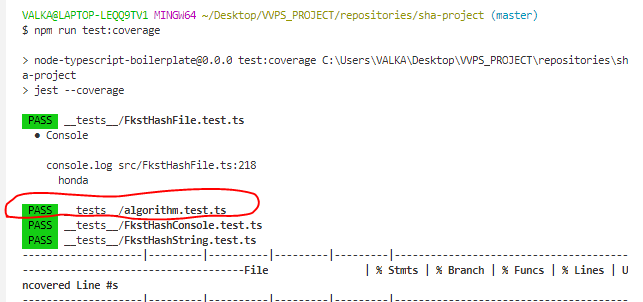 VALKA@LAPTOP-LEQQ9TV1 MINGW64 ~/Desktop/VVPS_PROJECT/repositories/sha-project (master)
$ npm run test:coverage
> node-typescript-boilerplate@0.0.0 test:coverage C:\Users\VALKA\Desktop\VVPS_PROJECT\repositories\sh
a-project
> jest --coverage
PASS __tests__/FkstHashFile.test.ts
● Console
console.log src/FkstHashFile.ts:218
honda
PASS __tests__/algorithm.test.ts
PASS __tests__/FkstHashConsole.test.ts
PASS __tests__/FkstHashString.test.ts
----------------------|---------|----------|---------|---------|------------------------------
----------------------------------------File | % Stmts | % Branch | % Funcs | % Lines | U
ncovered Line #s
----------------------|---------|----------|---------|---------|------------------------------